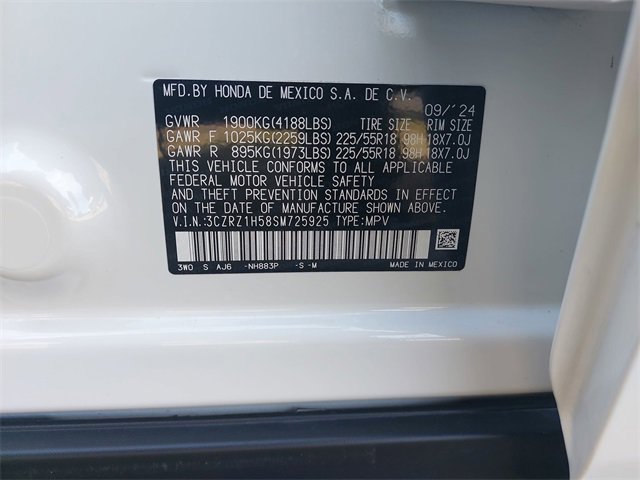 MFD.BY HONDA DE MEXICO S.A. DE C.V.
09/'24
GVWR 1900KG(4188LBS) TIRE SIZE RIM SIZE
GAWR F 1025KG(2259LBS) 225/55R18 98H 18X7.0J
GAWR R 895KG(1973LBS) 225/55R18 98H 18X7.0J
THIS VEHICLE CONFORMS TO ALL APPLICABLE
FEDERAL MOTOR VEHICLE SAFETY
AND THEFT PREVENTION STANDARDS IN EFFECT
ON THE DATE OF MANUFACTURE SHOWN ABOVE.
V.I.N.:3CZRZ1H58SM725925 TYPE:MPV
3W0 S AJ6 -NH883P -S -M MADE IN MEXICO